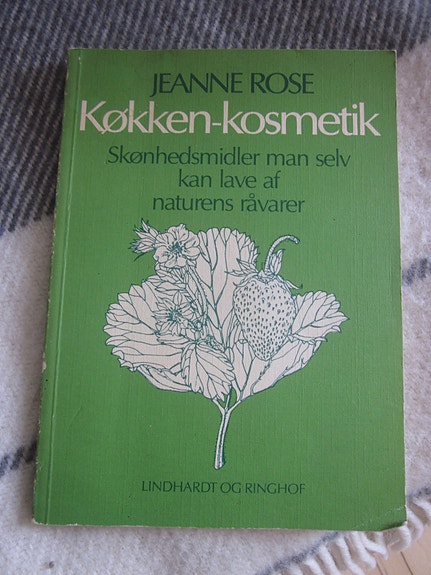 JEANNE ROSE
Køkken-kosmetik
Skønhedsmidler man selv
kan lave af
naturens råvarer
LINDHARDT OG RINGHOF